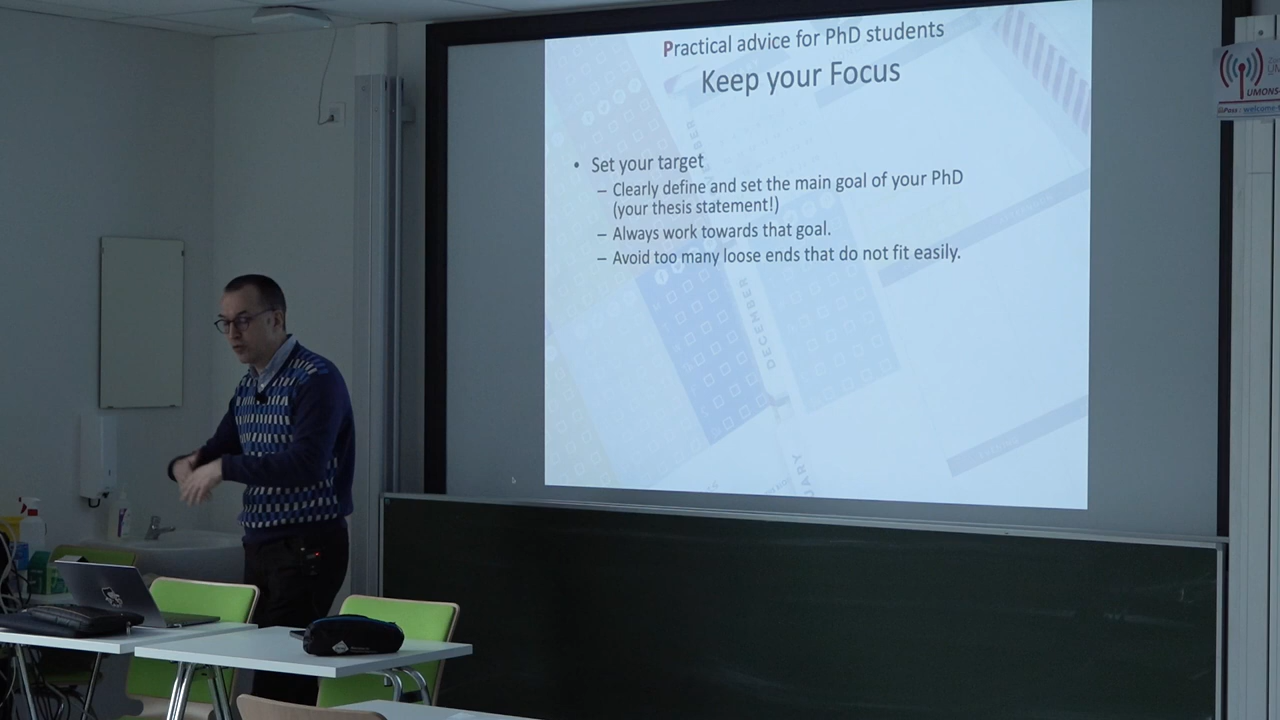 Practical advice for PhD students
Keep your Focus
• Set your target
– Clearly define and set the main goal of your PhD
(your thesis statement!)
– Always work towards that goal.
– Avoid too many loose ends that do not fit easily.
DECEMBER
UMONS-